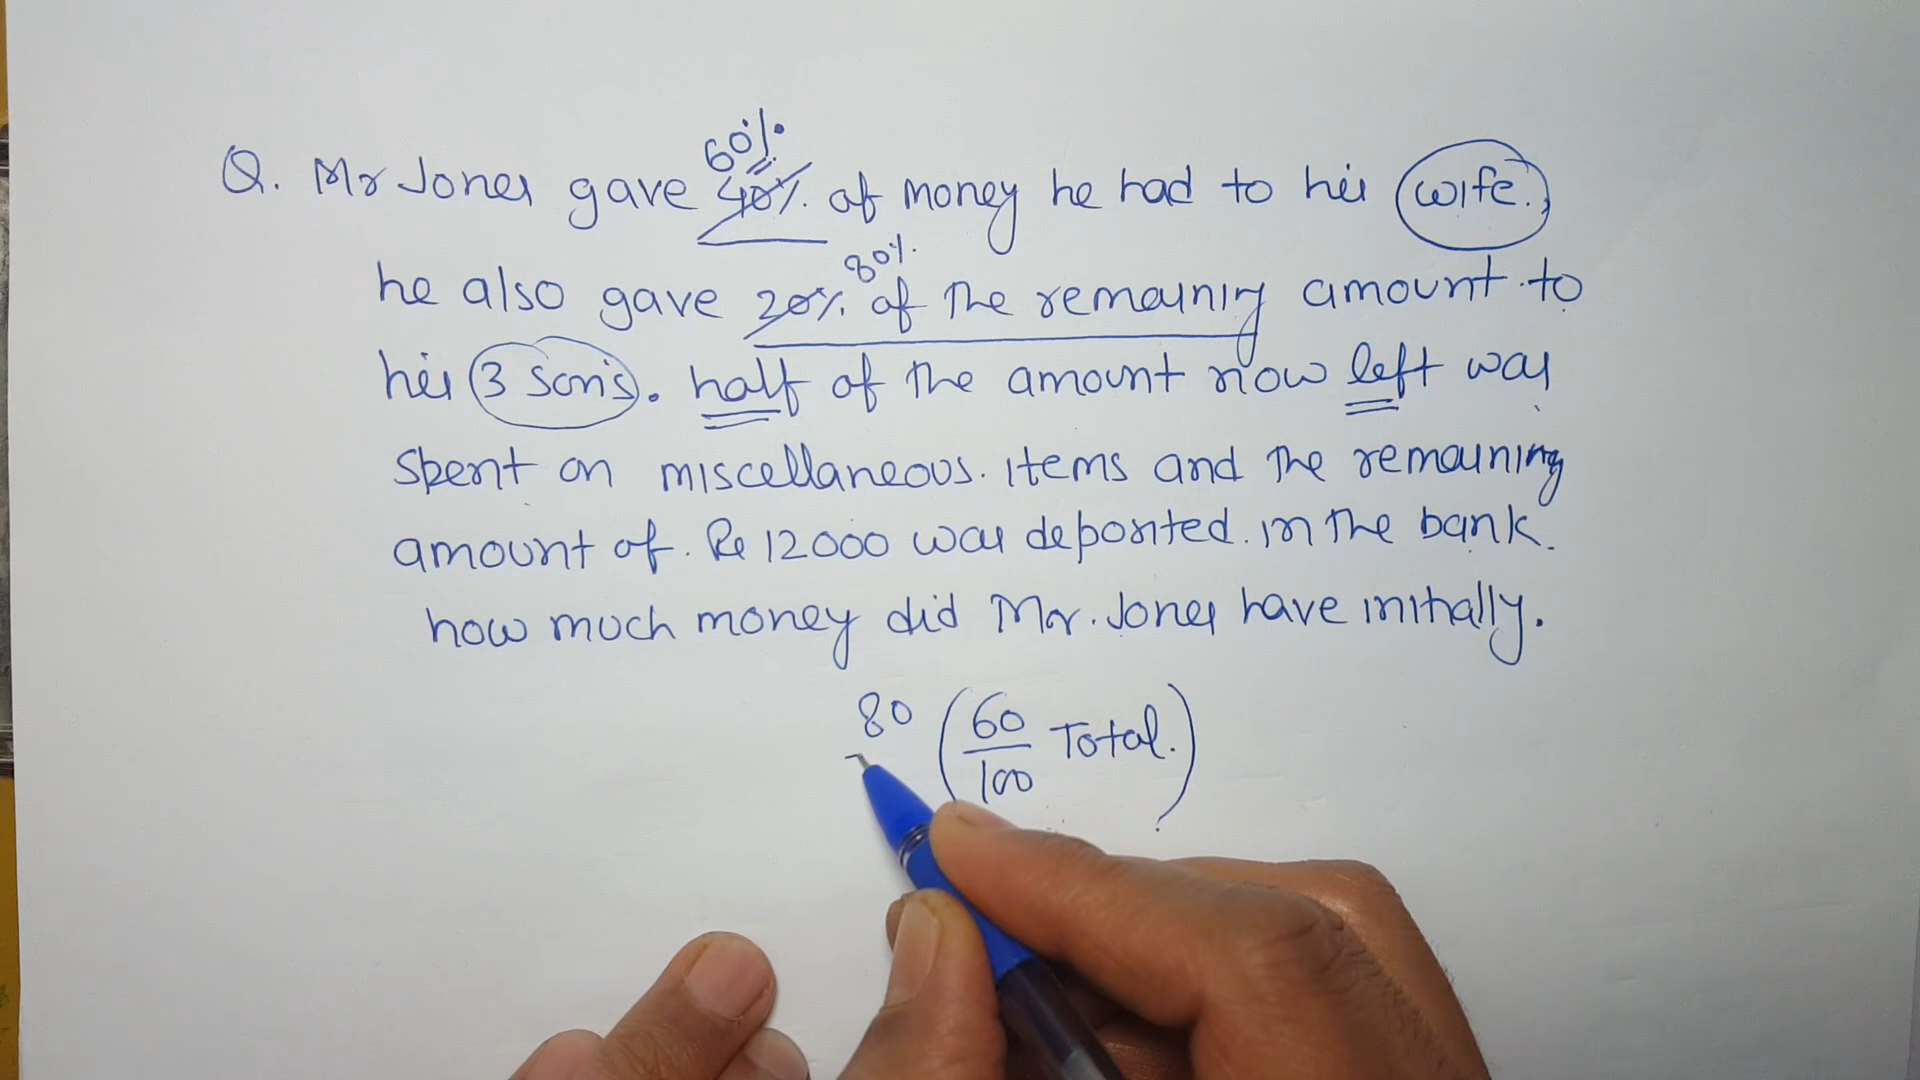 60%
Q. Mr Jones gave 40% of money he had to his wife.,
80%
he also gave 20% of the remaining amount to
his 3 son's. half of the amount now left was
spent on miscellaneous. items and the remaining
amount of. Rs 12000 was deposited. in the bank.
how much money did Mr. Jones have initially.
80 (60/100 Total.)